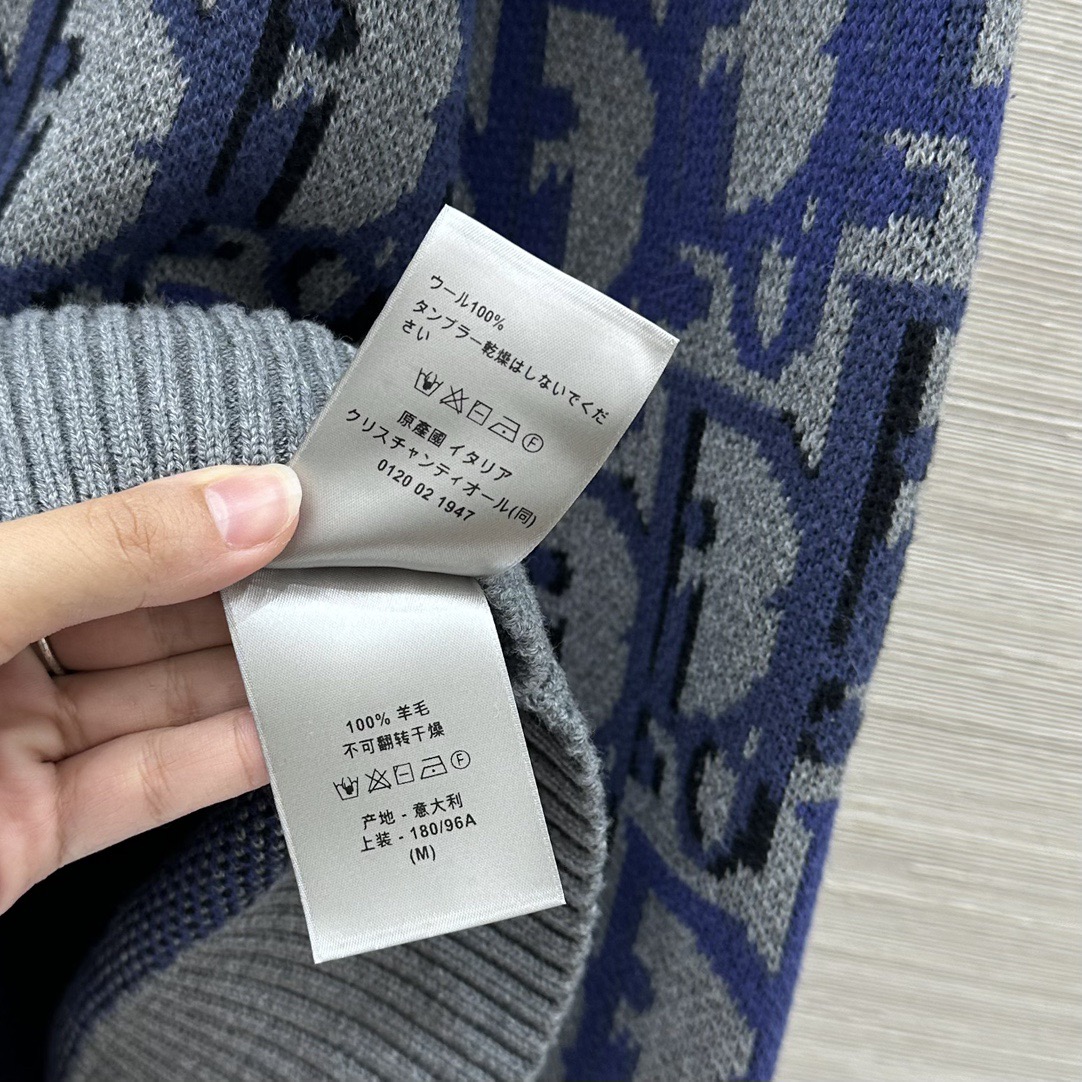 ウール100%
タンブラー乾燥はしないでくだ
さい
F
原產國 イタリア
クリスチャンディオール(同)
0120 02 1947
100% 羊毛
不可翻转干燥
F
产地 - 意大利
上装 - 180/96A
(M)